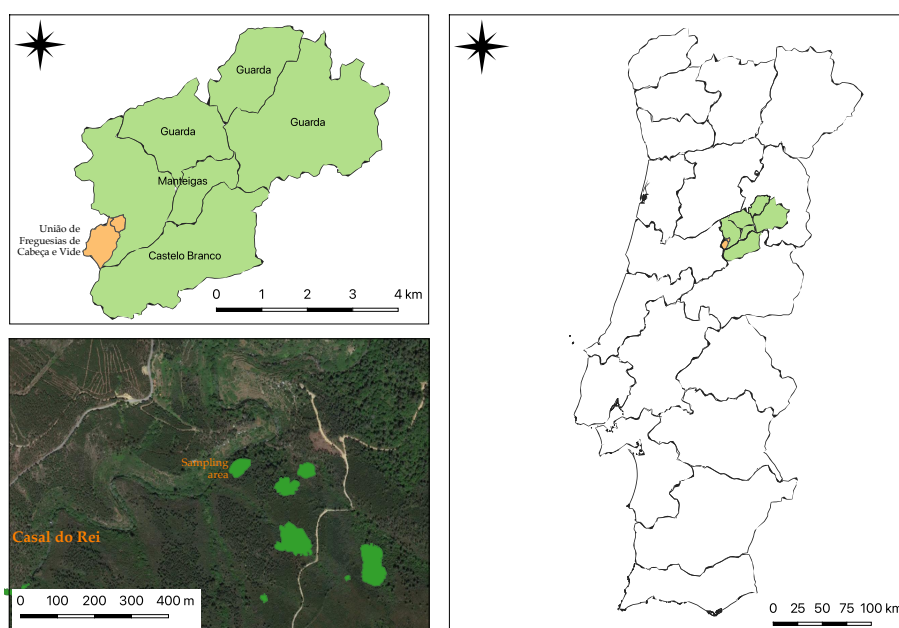 Guarda
Guarda
Guarda
Manteigas
União de
Freguesias de
Cabeça e Vide
Castelo Branco
0 1 2 3 4 km
Sampling
area
Casal do Rei
0 100 200 300 400 m
0 25 50 75 100 km